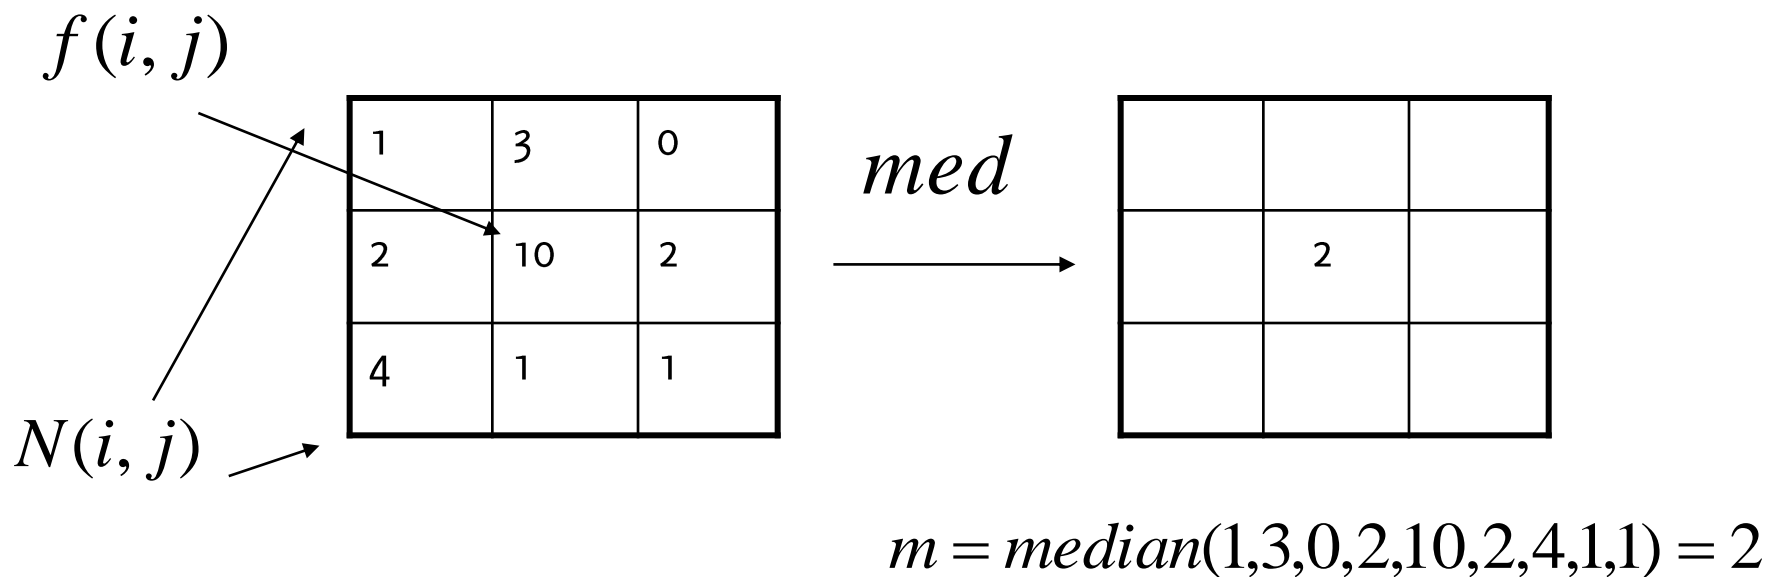 f(i, j)
1 3 0
med
2 10 2
2
4 1 1
N(i, j)
m = median(1,3,0,2,10,2,4,1,1) = 2